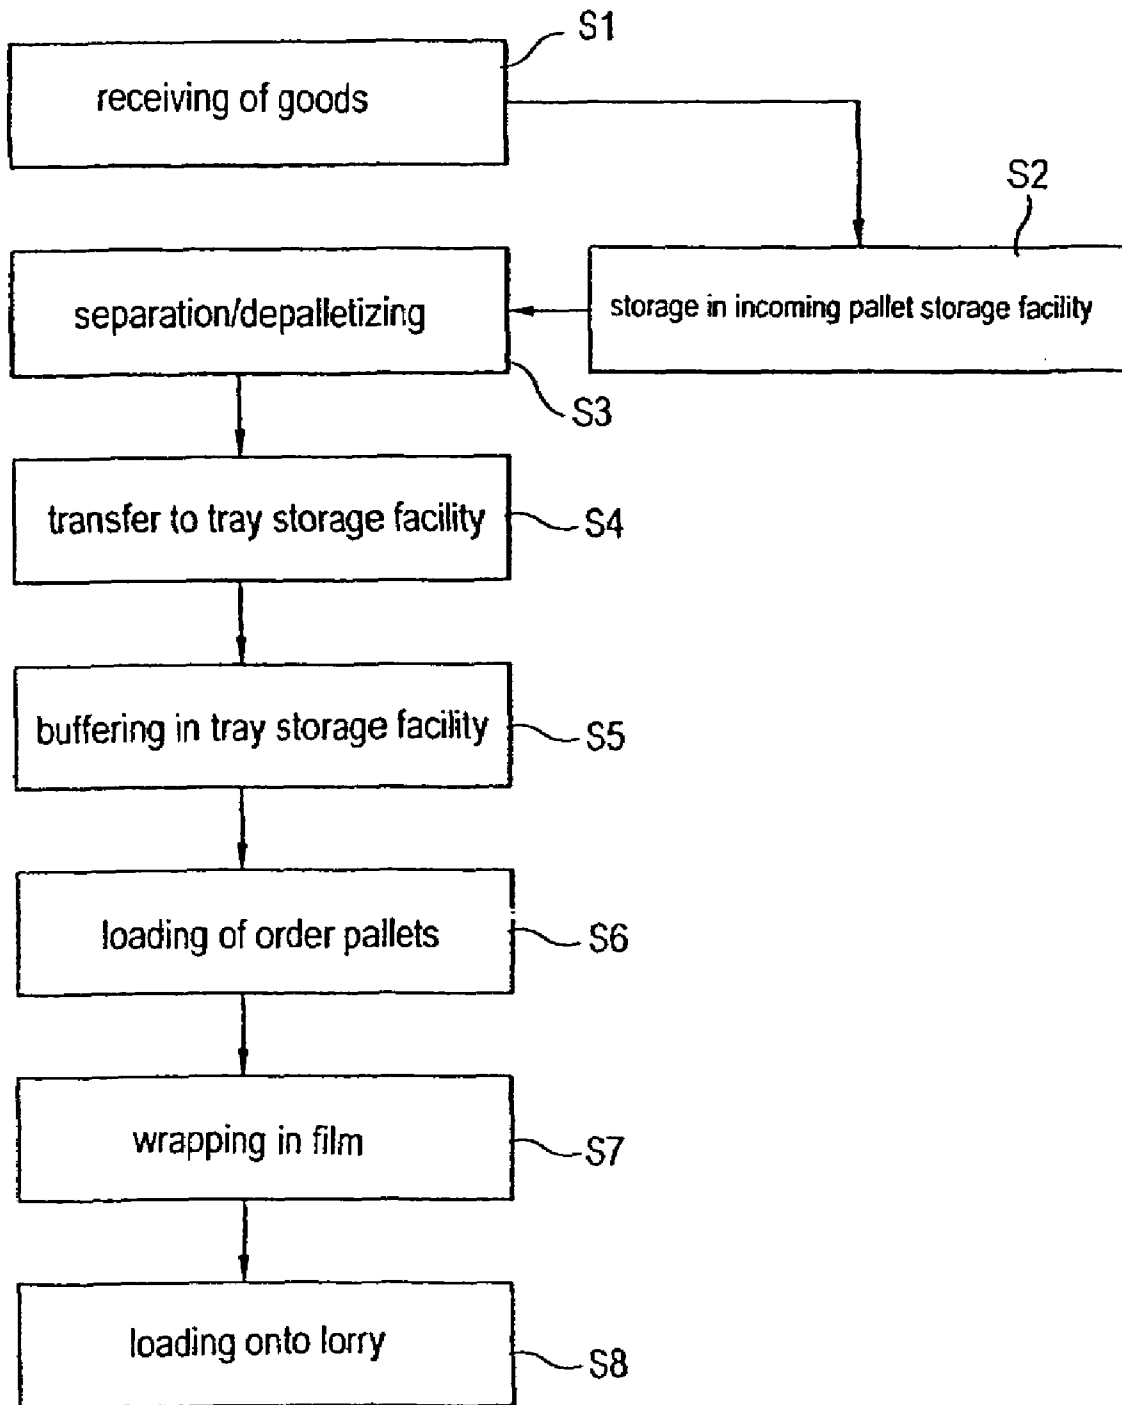 S1
receiving of goods
S2
storage in incoming pallet storage facility
separation/depalletizing
S3
transfer to tray storage facility
S4
buffering in tray storage facility
S5
loading of order pallets
S6
wrapping in film
S7
loading onto lorry
S8